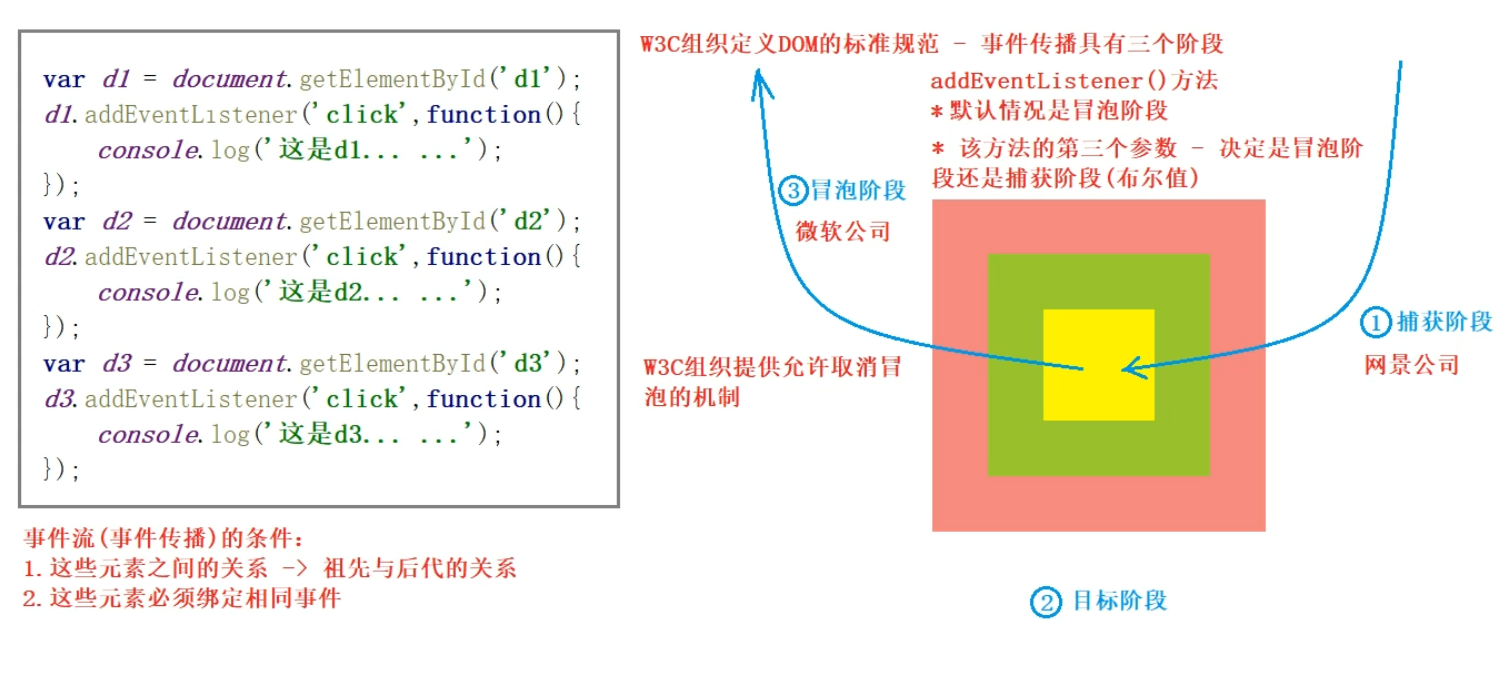 var d1 = document.getElementById('d1');
d1.addEventListener('click',function(){
console.log('这是d1... ...');
});
var d2 = document.getElementById('d2');
d2.addEventListener('click',function(){
console.log('这是d2... ...');
});
var d3 = document.getElementById('d3');
d3.addEventListener('click',function(){
console.log('这是d3... ...');
});
事件流(事件传播)的条件:
1.这些元素之间的关系 -> 祖先与后代的关系
2.这些元素必须绑定相同事件
W3C组织定义DOM的标准规范 - 事件传播具有三个阶段
addEventListener()方法
*默认情况是冒泡阶段
* 该方法的第三个参数 - 决定是冒泡阶
段还是捕获阶段(布尔值)
③冒泡阶段
微软公司
①捕获阶段
网景公司
W3C组织提供允许取消冒
泡的机制
② 目标阶段